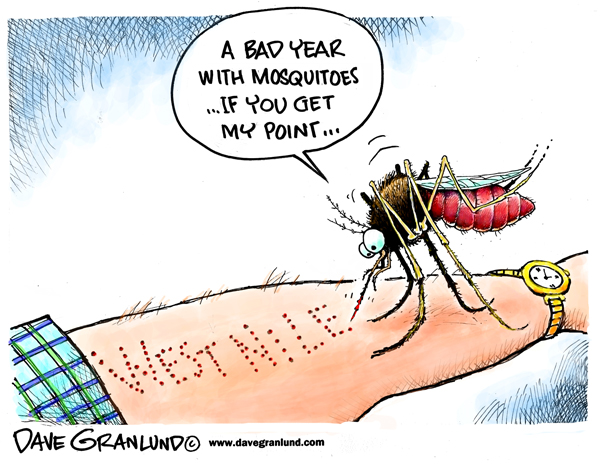 A BAD YEAR
WITH MOSQUITOES
...IF YOU GET
MY POINT...
WEST NILE
DAVE GRANLUND© www.davegranlund.com